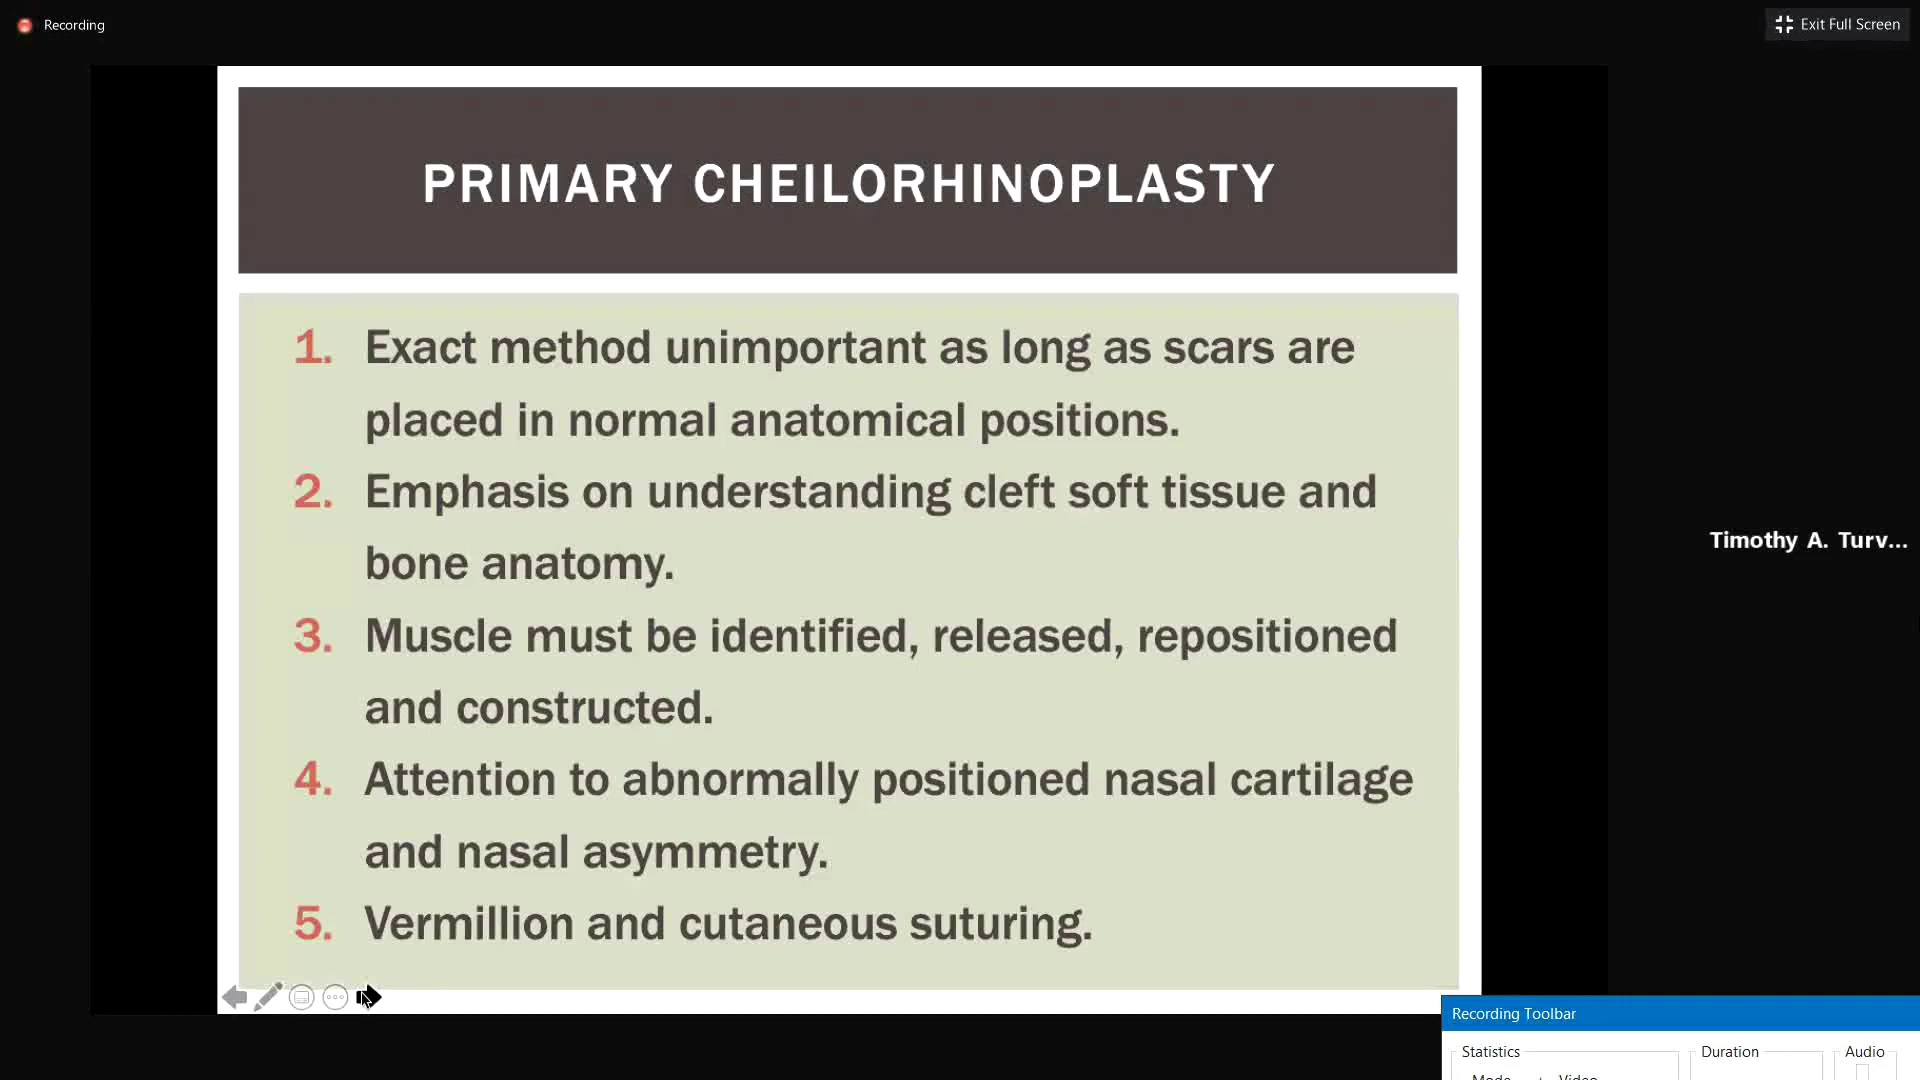 Recording
Exit Full Screen
PRIMARY CHEILORHINOPLASTY
1. Exact method unimportant as long as scars are
placed in normal anatomical positions.
2. Emphasis on understanding cleft soft tissue and
bone anatomy.
3. Muscle must be identified, released, repositioned
and constructed.
4. Attention to abnormally positioned nasal cartilage
and nasal asymmetry.
5. Vermillion and cutaneous suturing.
Timothy A. Turv...
Recording Toolbar
Statistics Duration Audio
Mode Video